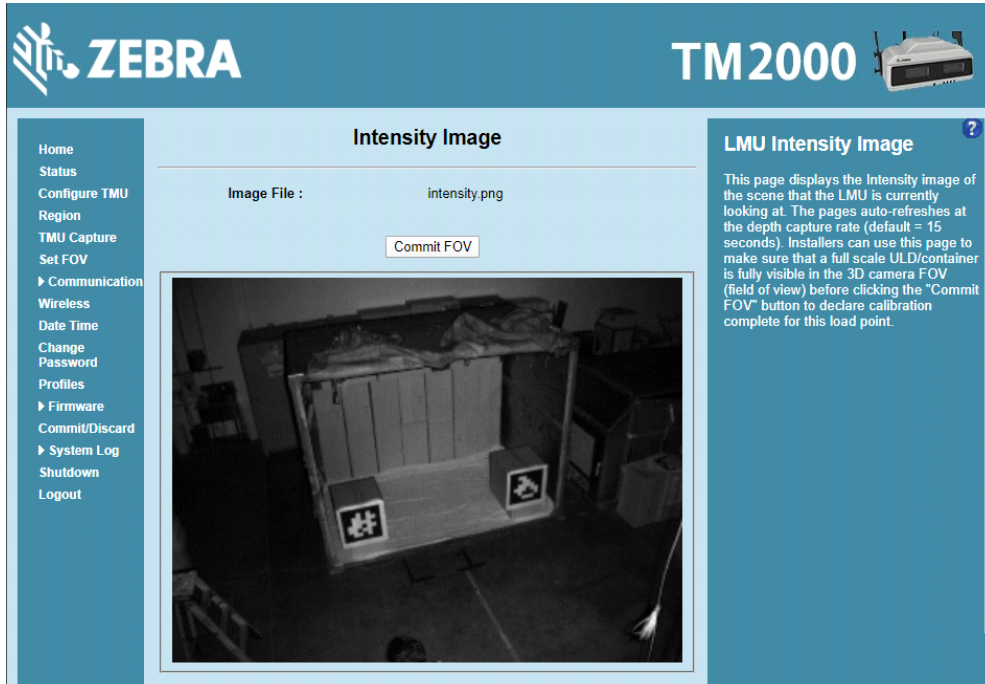 ZEBRA
TM2000
Home
Status
Configure TMU
Region
TMU Capture
Set FOV
Communication
Wireless
Date Time
Change
Password
Profiles
Firmware
Commit/Discard
System Log
Shutdown
Logout
Intensity Image
Image File :
intensity.png
Commit FOV
?
LMU Intensity Image
This page displays the Intensity image of
the scene that the LMU is currently
looking at. The pages auto-refreshes at
the depth capture rate (default = 15
seconds). Installers can use this page to
make sure that a full scale ULD/container
is fully visible in the 3D camera FOV
(field of view) before clicking the "Commit
FOV" button to declare calibration
complete for this load point.